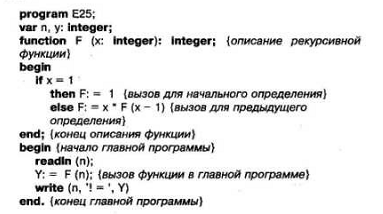 program E25;
var n, y: integer;
function F (x: integer): integer; {описание рекурсивной
функции}
begin
if x = 1
then F: = 1 {вызов для начального определения}
else F: = x * F (x - 1) {вызов для предыдущего
определения}
end; {конец описания функции}
begin {начало главной программы}
readln (n);
Y: = F (n); {вызов функции в главной программе}
write (n, '! = ', Y)
end. {конец главной программы}